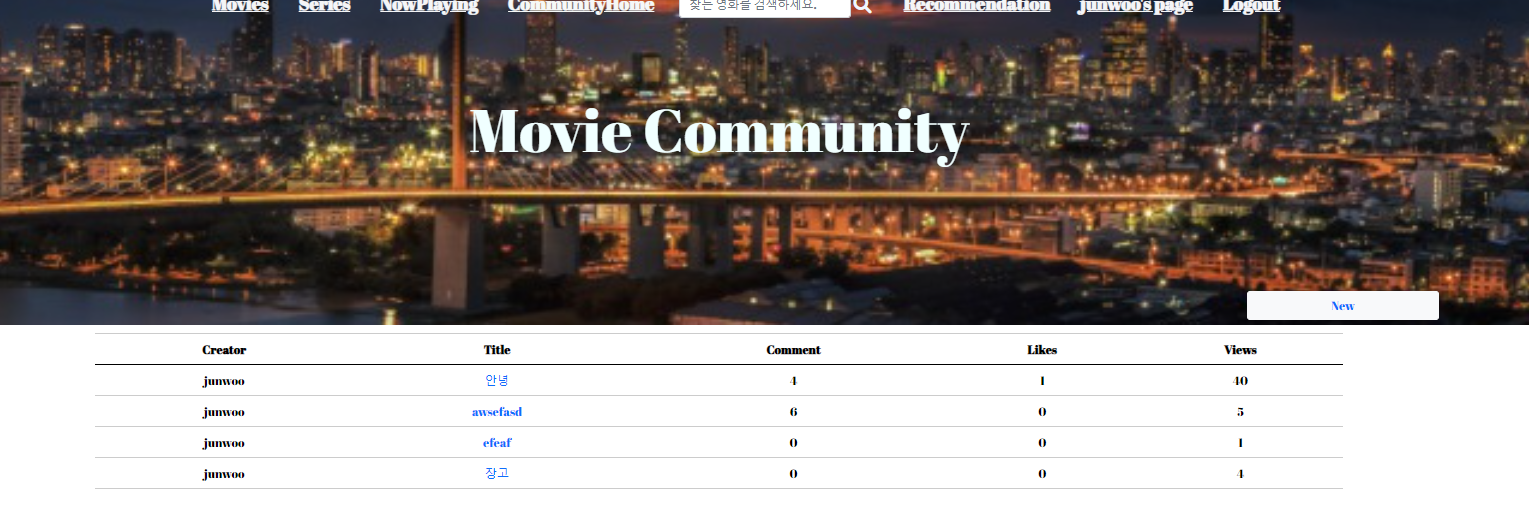 Movies Series NowPlaying CommunityHome 찾는 영화를 검색하세요. Recommendation junwoo's page Logout
Movie Community
New
Creator Title Comment Likes Views
junwoo 안녕 4 1 40
junwoo awsefasd 6 0 5
junwoo efeaf 0 0 1
junwoo 장고 0 0 4